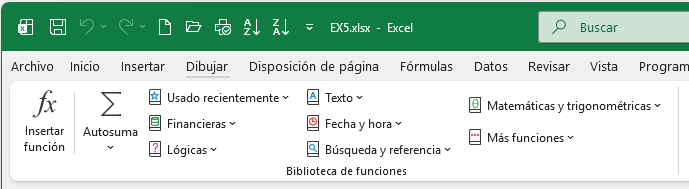 EX5.xlsx - Excel
Buscar
Archivo Inicio Insertar Dibujar Disposición de página Fórmulas Datos Revisar Vista Program
fx Insertar función
Autosuma
Usado recientemente
Financieras
Lógicas
Texto
Fecha y hora
Búsqueda y referencia
Matemáticas y trigonométricas
Más funciones
Biblioteca de funciones